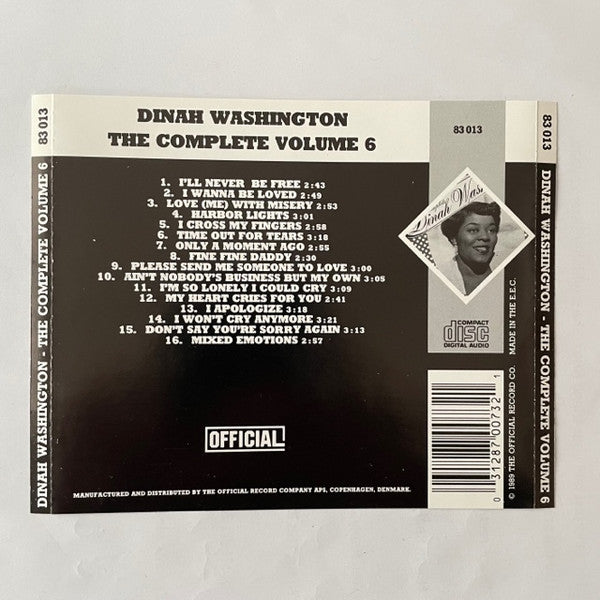 83 013
DINAH WASHINGTON - THE COMPLETE VOLUME 6
DINAH WASHINGTON
THE COMPLETE VOLUME 6
1. I'LL NEVER BE FREE 2:43
2. I WANNA BE LOVED 2:49
3. LOVE (ME) WITH MISERY 2:53
4. HARBOR LIGHTS 3:01
5. I CROSS MY FINGERS 2:58
6. TIME OUT FOR TEARS 3:18
7. ONLY A MOMENT AGO 2:55
8. FINE FINE DADDY 2:30
9. PLEASE SEND ME SOMEONE TO LOVE 3:00
10. AIN'T NOBODY'S BUSINESS BUT MY OWN 3:05
11. I'M SO LONELY I COULD CRY 3:09
12. MY HEART CRIES FOR YOU 2:41
13. I APOLOGIZE 3:18
14. I WON'T CRY ANYMORE 3:21
15. DON'T SAY YOU'RE SORRY AGAIN 3:13
16. MIXED EMOTIONS 2:57
OFFICIAL
MANUFACTURED AND DISTRIBUTED BY THE OFFICIAL RECORD COMPANY APS, COPENHAGEN, DENMARK.
83 013
Dinah Was
COMPACT
disc
DIGITAL AUDIO
0 31287 00732 1
© 1989 THE OFFICIAL RECORD CO. MADE IN THE E.E.C.
83 013
DINAH WASHINGTON - THE COMPLETE VOLUME 6